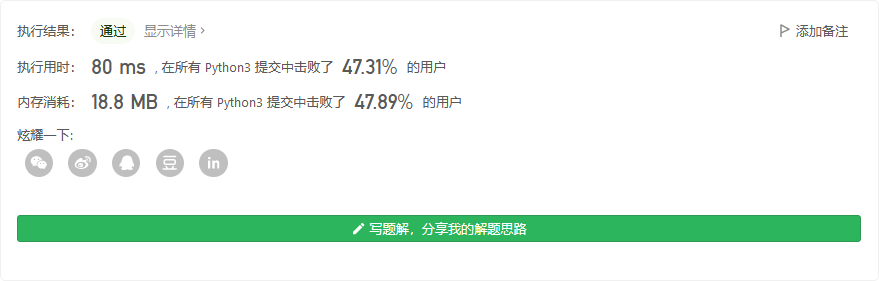 执行结果： 通过 显示详情 › 添加备注
执行用时： 80 ms , 在所有 Python3 提交中击败了 47.31% 的用户
内存消耗： 18.8 MB , 在所有 Python3 提交中击败了 47.89% 的用户
炫耀一下:
豆 in
写题解，分享我的解题思路